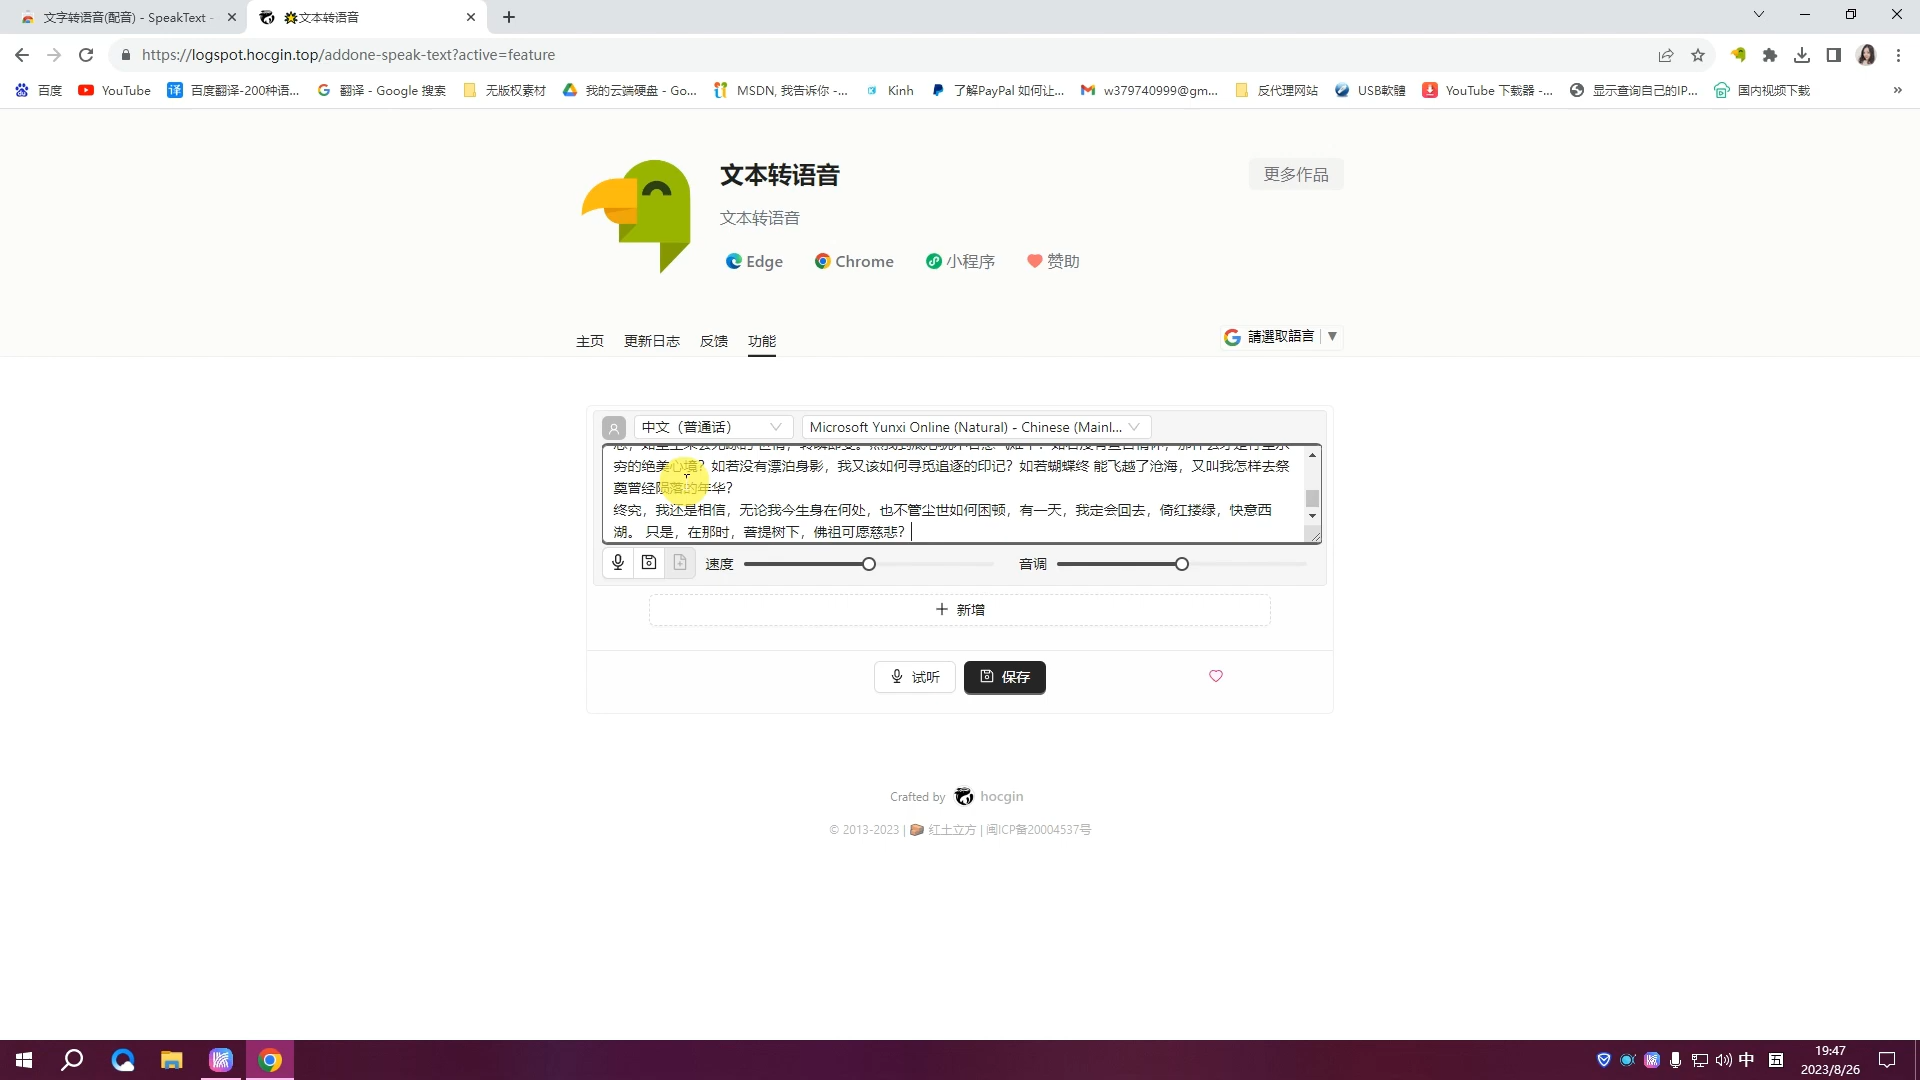 文字转语音(配音) - SpeakText -
文本转语音
https://logspot.hocgin.top/addone-speak-text?active=feature
百度
YouTube
译
百度翻译-200种语...
翻译 - Google 搜索
无版权素材
我的云端硬盘 - Go...
MSDN, 我告诉你 -...
Kinh
了解PayPal 如何让...
w379740999@gm...
反代理网站
USB軟體
YouTube 下载器 -...
显示查询自己的IP...
国内视频下载
»
文本转语音
更多作品
文本转语音
Edge
Chrome
小程序
赞助
主页
更新日志
反馈
功能
請選取語言
中文（普通话）
Microsoft Yunxi Online (Natural) - Chinese (Mainl...
穷的绝美心境？如若没有漂泊身影，我又该如何寻觅追逐的印记？如若蝴蝶终 能飞越了沧海，又叫我怎样去祭
奠曾经陨落的年华？
终究，我还是相信，无论我今生身在何处，也不管尘世如何困顿，有一天，我定会回去，倚红搂绿，快意西
湖。 只是，在那时，菩提树下，佛祖可愿慈悲？
速度
音调
新增
试听
保存
Crafted by hocgin
© 2013-2023 | 红土立方 | 闽ICP备20004537号
中
五
19:47
2023/8/26